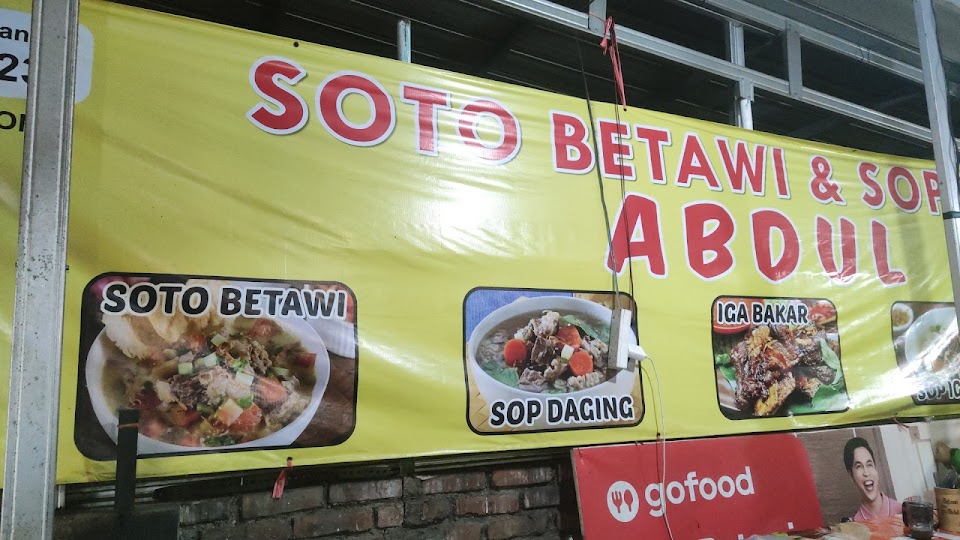 SOTO BETAWI & SOP
ABDUL
SOTO BETAWI
SOP DAGING
IGA BAKAR
gofood